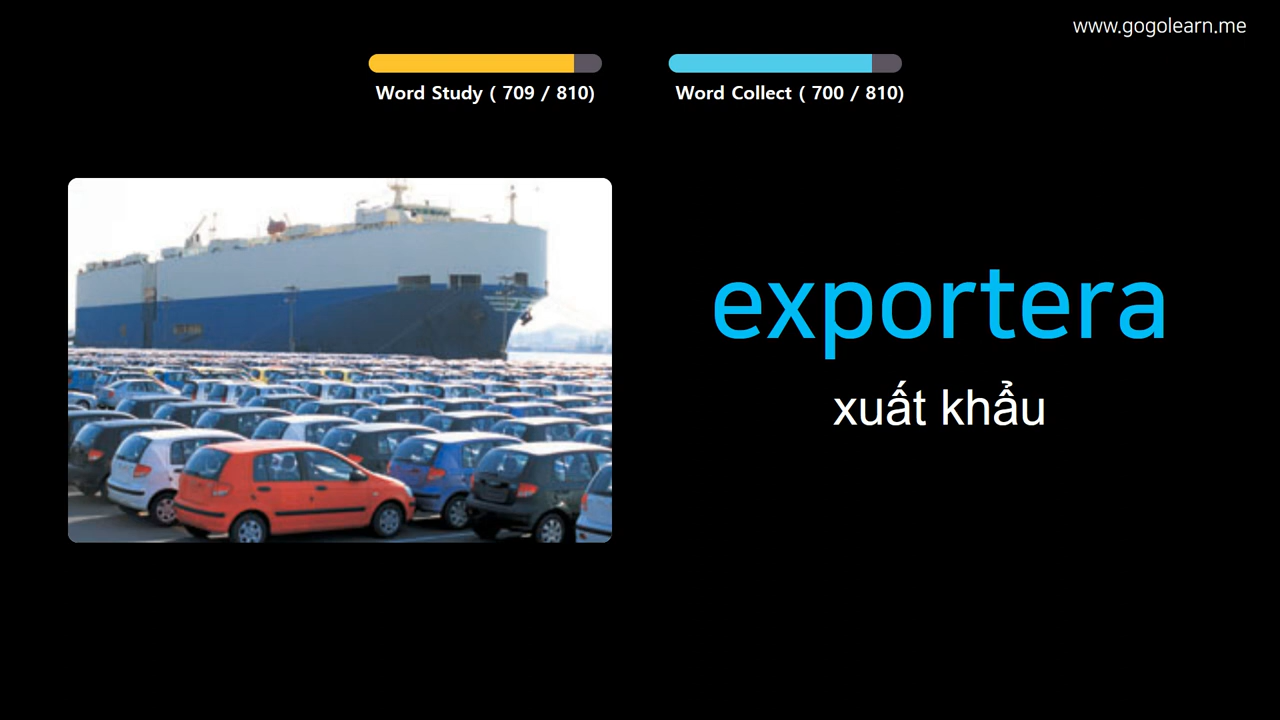 www.gogolearn.me
Word Study ( 709 / 810)
Word Collect ( 700 / 810)
exportera
xuất khẩu